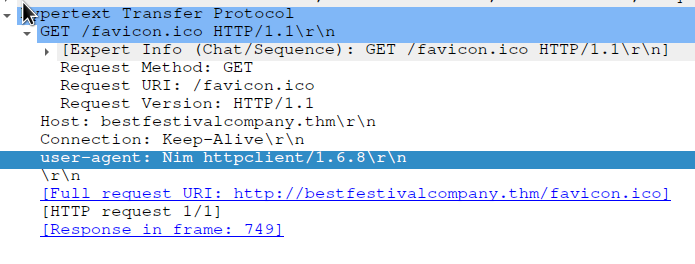 ypertext Transfer Protocol
GET /favicon.ico HTTP/1.1\r\n
[Expert Info (Chat/Sequence): GET /favicon.ico HTTP/1.1\r\n]
Request Method: GET
Request URI: /favicon.ico
Request Version: HTTP/1.1
Host: bestfestivalcompany.thm\r\n
Connection: Keep-Alive\r\n
user-agent: Nim httpclient/1.6.8\r\n
\r\n
[Full request URI: http://bestfestivalcompany.thm/favicon.ico]
[HTTP request 1/1]
[Response in frame: 749]